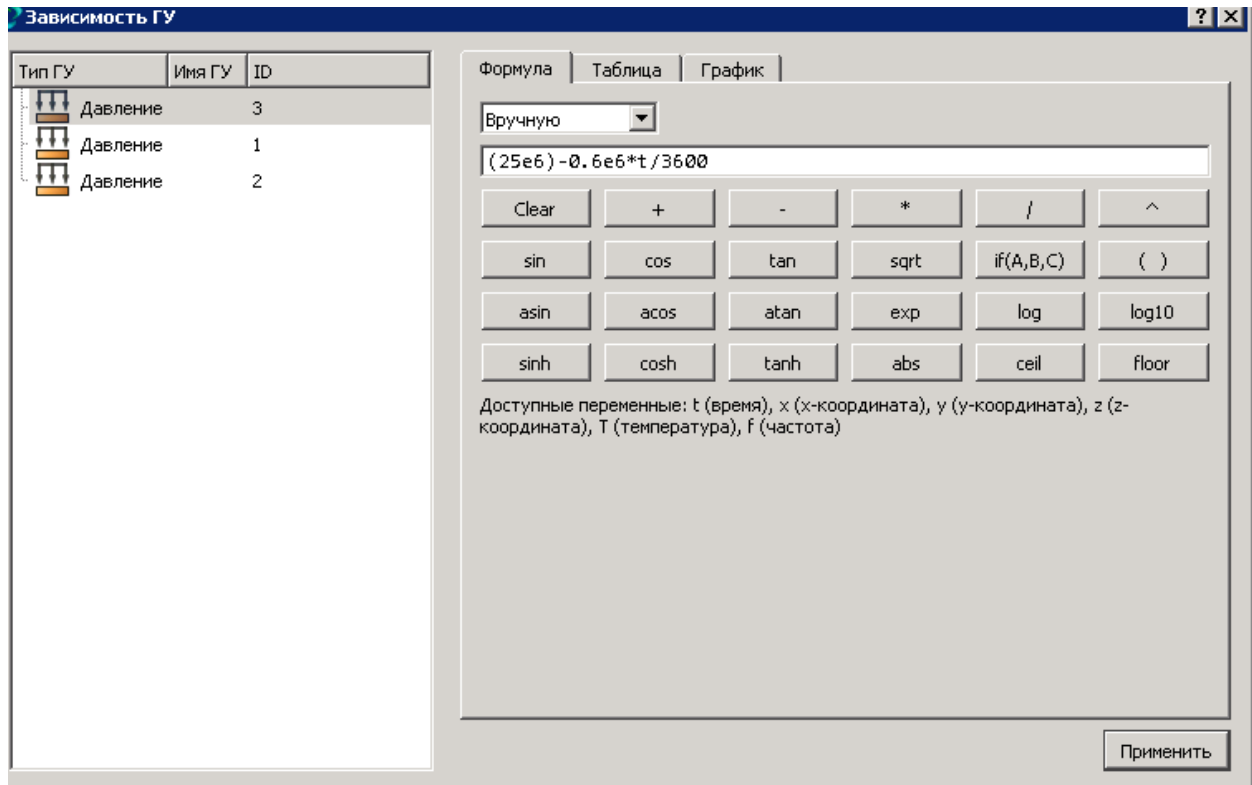 Зависимость ГУ
Тип ГУ Имя ГУ ID
Давление 3
Давление 1
Давление 2
Формула Таблица График
Вручную
(25e6)-0.6e6*t/3600
Clear + - * / ^
sin cos tan sqrt if(A,B,C) ( )
asin acos atan exp log log10
sinh cosh tanh abs ceil floor
Доступные переменные: t (время), x (x-координата), y (y-координата), z (z-
координата), T (температура), f (частота)
Применить